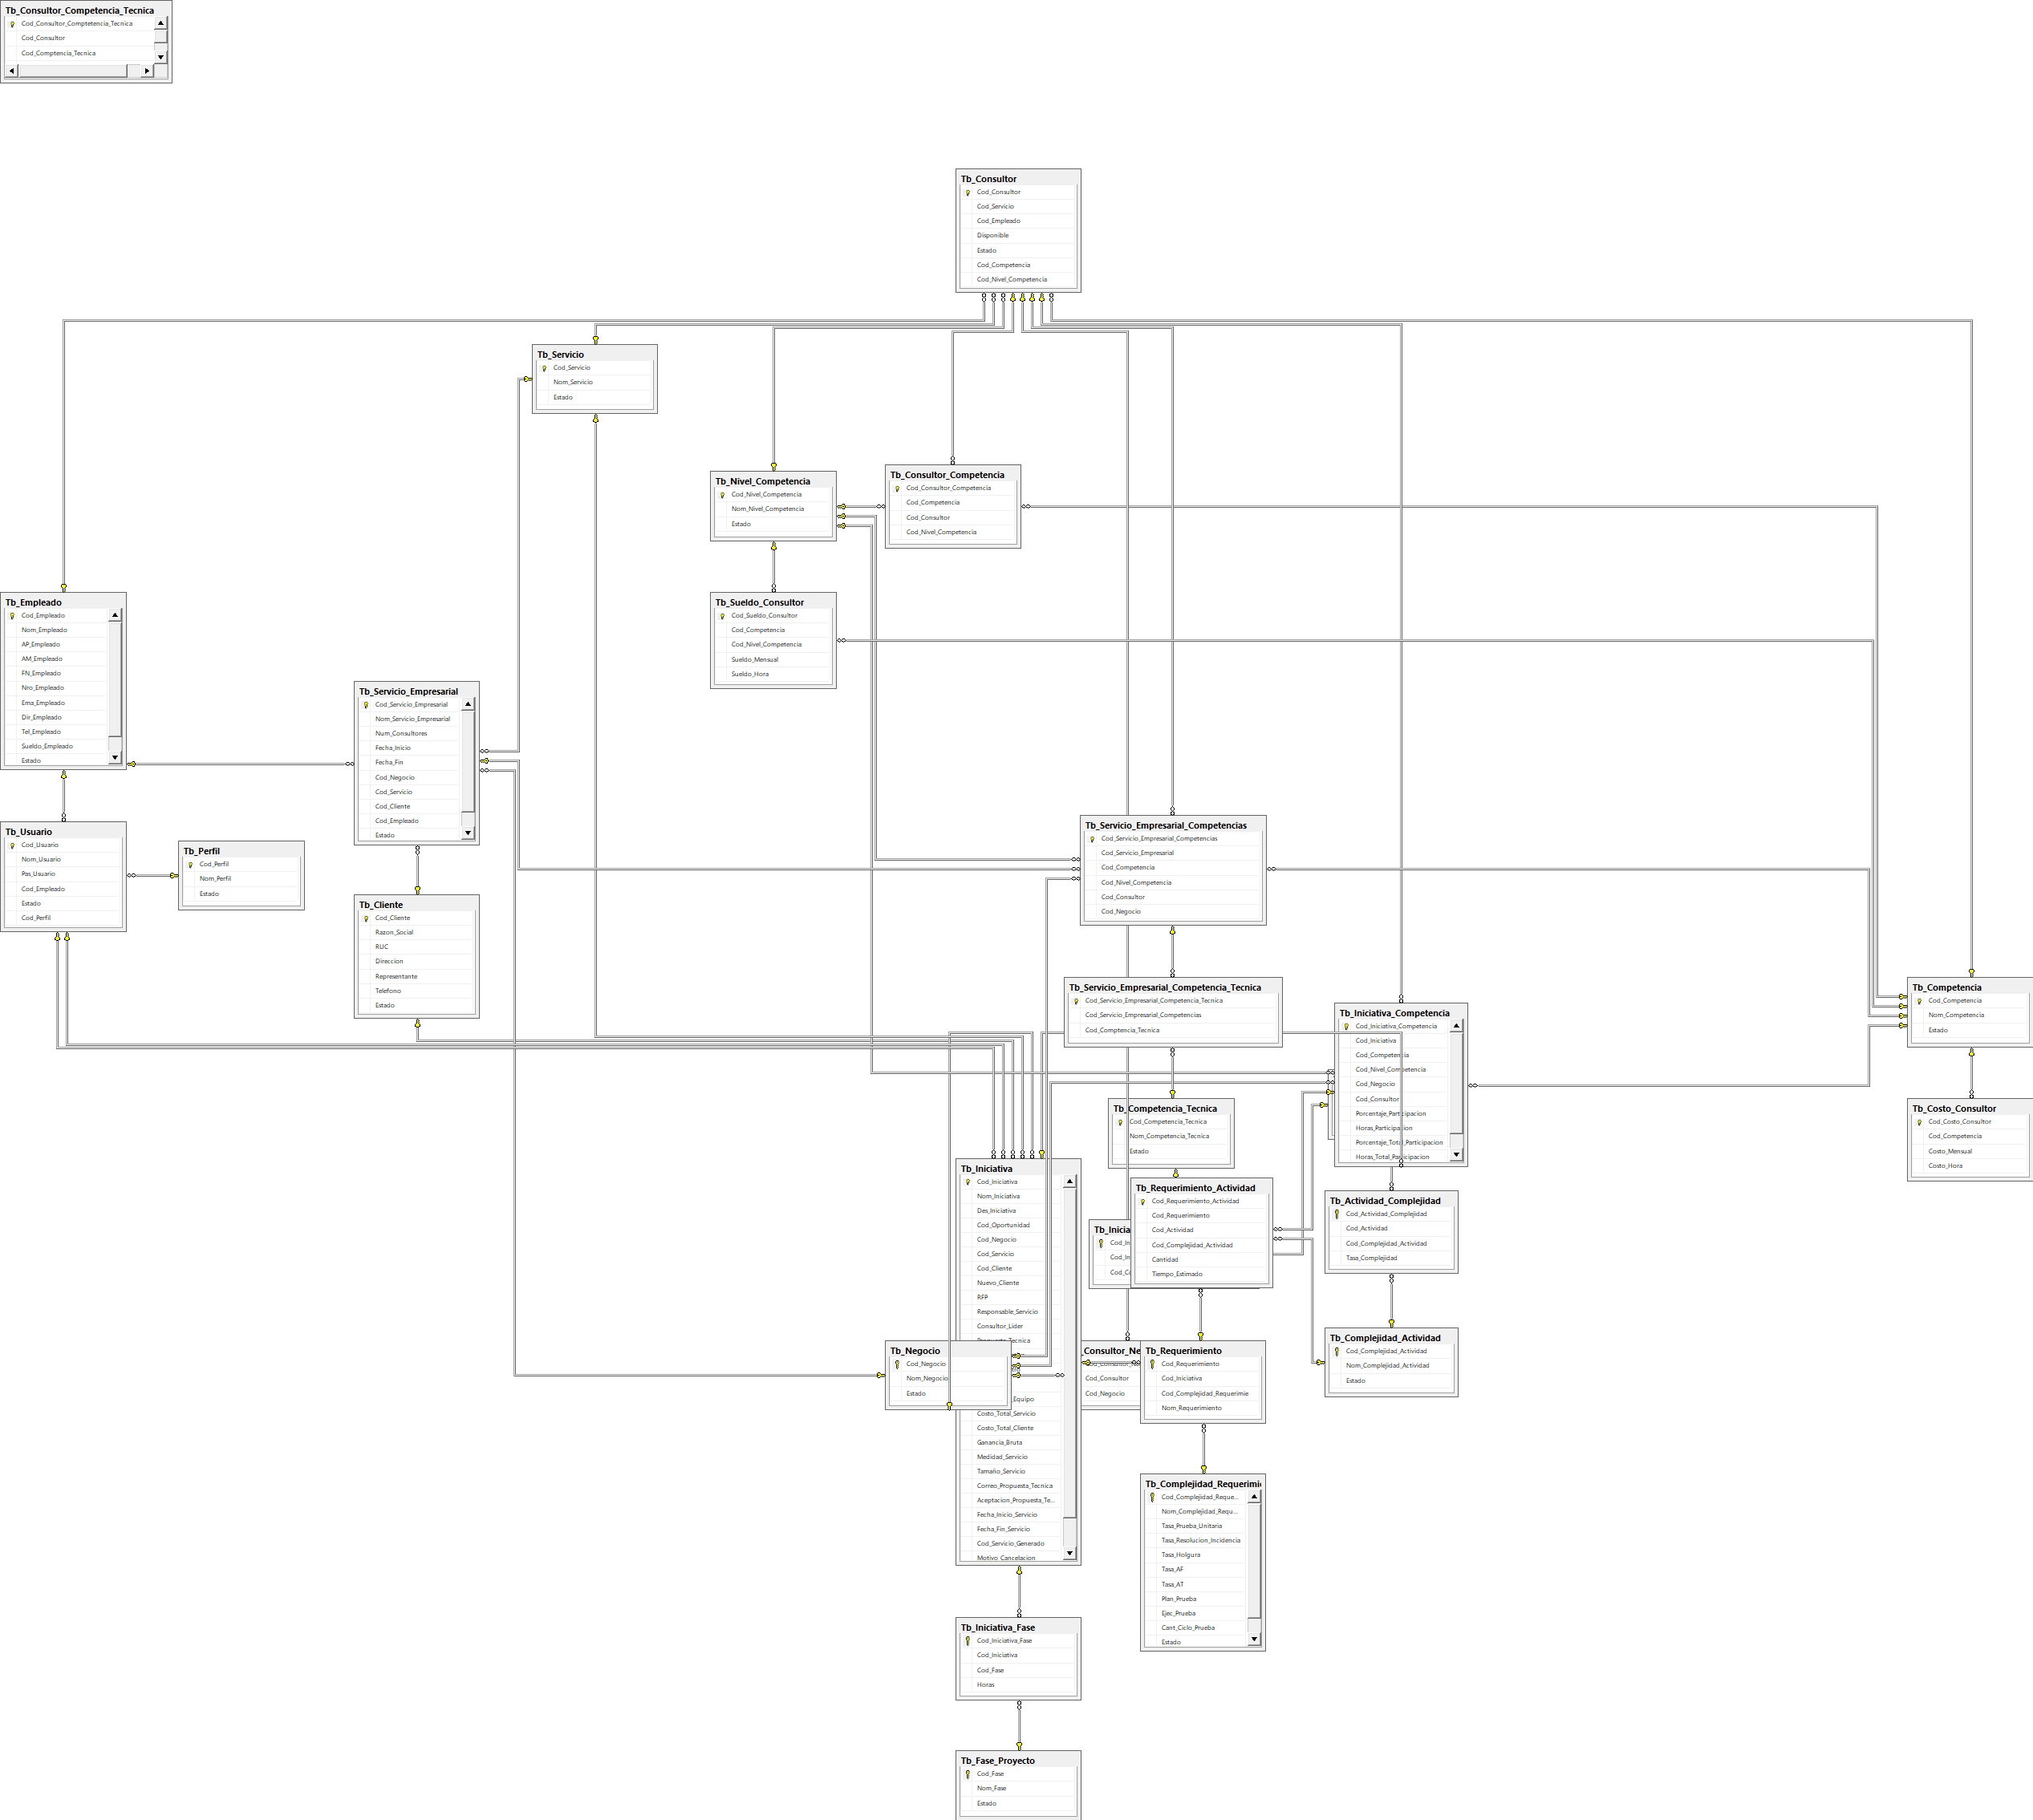 Tb_Consultor_Competencia_Tecnica
Cod_Consultor_Comptetencia_Tecnica
Cod_Consultor
Cod_Comptencia_Tecnica
Tb_Consultor
Cod_Consultor
Cod_Servicio
Cod_Empleado
Disponible
Estado
Cod_Competencia
Cod_Nivel_Competencia
Tb_Servicio
Cod_Servicio
Nom_Servicio
Estado
Tb_Nivel_Competencia
Cod_Nivel_Competencia
Nom_Nivel_Competencia
Estado
Tb_Consultor_Competencia
Cod_Consultor_Competencia
Cod_Competencia
Cod_Consultor
Cod_Nivel_Competencia
Tb_Empleado
Cod_Empleado
Nom_Empleado
AP_Empleado
AM_Empleado
FN_Empleado
Nro_Empleado
Ema_Empleado
Dir_Empleado
Tel_Empleado
Sueldo_Empleado
Estado
Tb_Sueldo_Consultor
Cod_Sueldo_Consultor
Cod_Competencia
Cod_Nivel_Competencia
Sueldo_Mensual
Sueldo_Hora
Tb_Servicio_Empresarial
Cod_Servicio_Empresarial
Nom_Servicio_Empresarial
Num_Consultores
Fecha_Inicio
Fecha_Fin
Cod_Negocio
Cod_Servicio
Cod_Cliente
Cod_Empleado
Estado
Tb_Usuario
Cod_Usuario
Nom_Usuario
Pas_Usuario
Cod_Empleado
Estado
Cod_Perfil
Tb_Perfil
Cod_Perfil
Nom_Perfil
Estado
Tb_Cliente
Cod_Cliente
Razon_Social
RUC
Direccion
Representante
Telefono
Estado
Tb_Servicio_Empresarial_Competencias
Cod_Servicio_Empresarial_Competencias
Cod_Servicio_Empresarial
Cod_Competencia
Cod_Nivel_Competencia
Cod_Consultor
Cod_Negocio
Tb_Servicio_Empresarial_Competencia_Tecnica
Cod_Servicio_Empresarial_Competencia_Tecnica
Cod_Servicio_Empresarial_Competencias
Cod_Comptencia_Tecnica
Tb_Iniciativa_Competencia
Cod_Iniciativa_Competencia
Cod_Iniciativa
Cod_Competencia
Cod_Nivel_Competencia
Cod_Negocio
Cod_Consultor
Porcentaje_Participacion
Horas_Participacion
Porcentaje_Total_Participacion
Horas_Total_Participacion
Tb_Competencia
Cod_Competencia
Nom_Competencia
Estado
Tb_Costo_Consultor
Cod_Costo_Consultor
Cod_Competencia
Costo_Mensual
Costo_Hora
Tb_Competencia_Tecnica
Cod_Competencia_Tecnica
Nom_Competencia_Tecnica
Estado
Tb_Iniciativa
Cod_Iniciativa
Nom_Iniciativa
Des_Iniciativa
Cod_Oportunidad
Cod_Negocio
Cod_Servicio
Cod_Cliente
Nuevo_Cliente
RFP
Responsable_Servicio
Consultor_Lider
Equipo
Costo_Total_Servicio
Costo_Total_Cliente
Ganancia_Bruta
Medidad_Servicio
Tamaño_Servicio
Correo_Propuesta_Tecnica
Aceptacion_Propuesta_Te...
Fecha_Inicio_Servicio
Fecha_Fin_Servicio
Cod_Servicio_Generado
Motivo_Cancelacion
Tb_Inicia
Cod_In
Cod_In
Cod_Co
Tb_Requerimiento_Actividad
Cod_Requerimiento_Actividad
Cod_Requerimiento
Cod_Actividad
Cod_Complejidad_Actividad
Cantidad
Tiempo_Estimado
Tb_Actividad_Complejidad
Cod_Actividad_Complejidad
Cod_Actividad
Cod_Complejidad_Actividad
Tasa_Complejidad
Tb_Complejidad_Actividad
Cod_Complejidad_Actividad
Nom_Complejidad_Actividad
Estado
Tb_Negocio
Cod_Negocio
Nom_Negocio
Estado
_Consultor_Ne
Cod_Consultor
Cod_Negocio
Tb_Requerimiento
Cod_Requerimiento
Cod_Iniciativa
Cod_Complejidad_Requerimie
Nom_Requerimiento
Tb_Complejidad_Requerimi
Cod_Complejidad_Reque...
Nom_Complejidad_Requ...
Tasa_Prueba_Unitaria
Tasa_Resolucion_Incidencia
Tasa_Holgura
Tasa_AF
Tasa_AT
Plan_Prueba
Ejec_Prueba
Cant_Ciclo_Prueba
Estado
Tb_Iniciativa_Fase
Cod_Iniciativa_Fase
Cod_Iniciativa
Cod_Fase
Horas
Tb_Fase_Proyecto
Cod_Fase
Nom_Fase
Estado